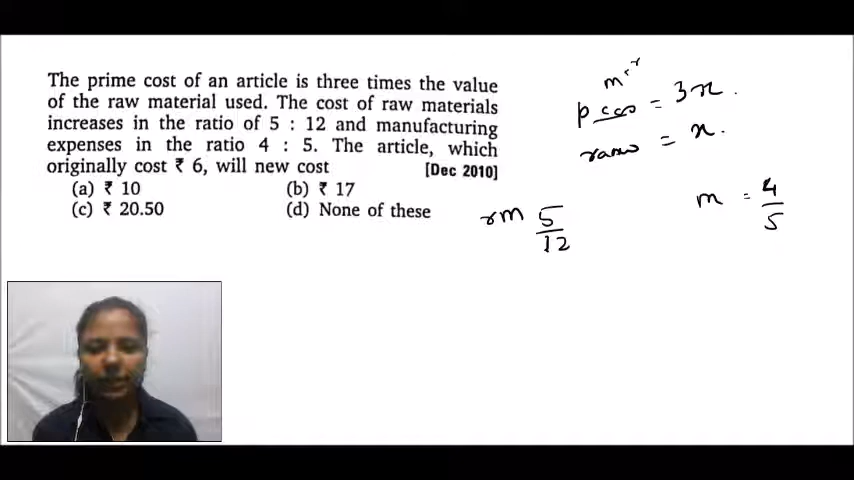 The prime cost of an article is three times the value
of the raw material used. The cost of raw materials
increases in the ratio of 5 : 12 and manufacturing
expenses in the ratio 4 : 5. The article, which
originally cost ₹ 6, will new cost
[Dec 2010]
(a) ₹ 10
(b) ₹ 17
(c) ₹ 20.50
(d) None of these
m + r
= 3x.
raw = x.
rm 5/12
m = 4/5